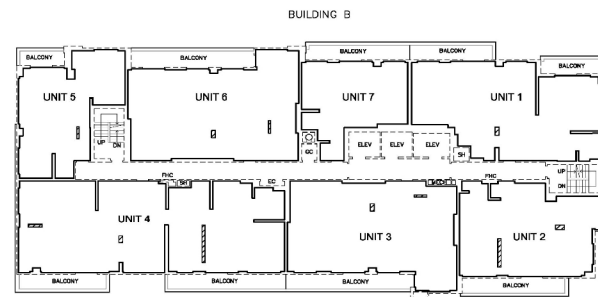 BUILDING B
BALCONY
BALCONY
BALCONY
BALCONY
BALCONY
UNIT 5
UNIT 6
UNIT 7
UNIT 1
UP
DN
ELEV
ELEV
ELEV
SH
FHC
SH
EC
FHC
UP
DN
UNIT 4
UNIT 3
UNIT 2
BALCONY
BALCONY
BALCONY
BALCONY